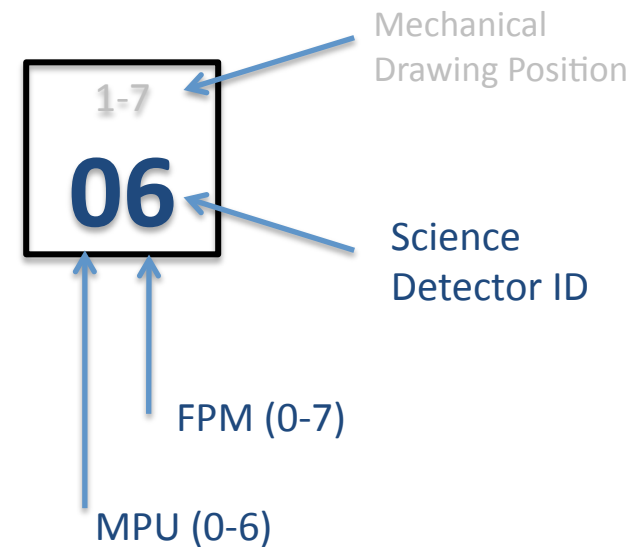 Mechanical
Drawing Position
1-7
06
Science
Detector ID
FPM (0-7)
MPU (0-6)